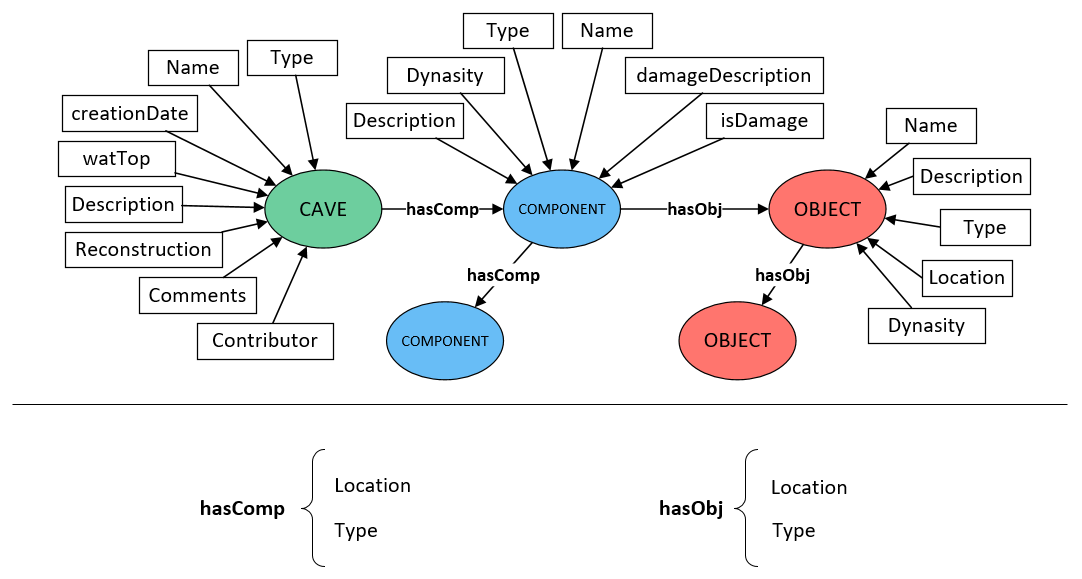 Type
Name
creationDate
watTop
Description
Reconstruction
Comments
Contributor
CAVE
hasComp
Type
Name
Dynasity
damageDescription
Description
isDamage
COMPONENT
hasObj
hasComp
COMPONENT
Name
Description
Type
Location
Dynasity
OBJECT
hasObj
OBJECT
hasComp
Location
Type
hasObj
Location
Type